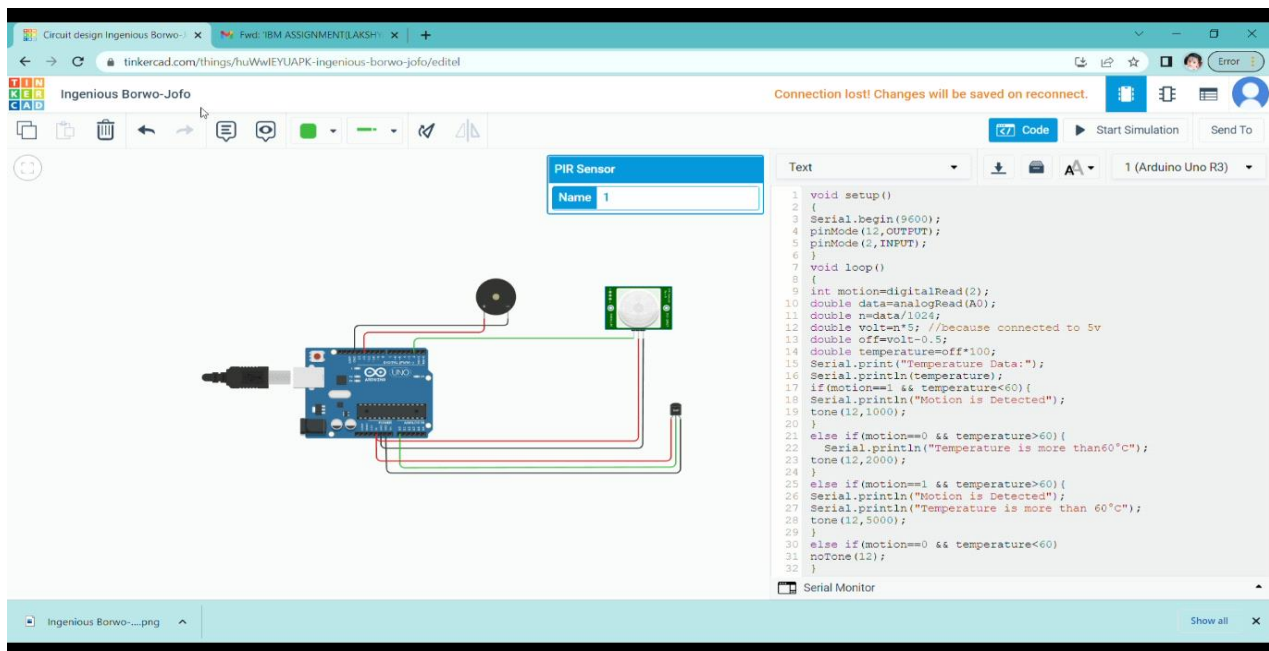 Circuit design Ingenious Borwo-J
Fwd: 'IBM ASSIGNMENT(LAKSHY
tinkercad.com/things/huWwlEYUAPK-ingenious-borwo-jofo/editel
Error
TIN
KER
CAD
Ingenious Borwo-Jofo
Connection lost! Changes will be saved on reconnect.
Code
Start Simulation
Send To
PIR Sensor
Name 1
Text
1 (Arduino Uno R3)
1 void setup()
2 {
3 Serial.begin(9600);
4 pinMode(12,OUTPUT);
5 pinMode(2,INPUT);
6 }
7 void loop()
8 {
9 int motion=digitalRead(2);
10 double data=analogRead(A0);
11 double n=data/1024;
12 double volt=n*5; //because connected to 5v
13 double off=volt-0.5;
14 double temperature=off*100;
15 Serial.print("Temperature Data:");
16 Serial.println(temperature);
17 if(motion==1 && temperature<60){
18 Serial.println("Motion is Detected");
19 tone(12,1000);
20 }
21 else if(motion==0 && temperature>60){
22 Serial.println("Temperature is more than60°C");
23 tone(12,2000);
24 }
25 else if(motion==1 && temperature>60){
26 Serial.println("Motion is Detected");
27 Serial.println("Temperature is more than 60°C");
28 tone(12,5000);
29 }
30 else if(motion==0 && temperature<60)
31 noTone(12);
32 }
UNO
ARDUINO
Serial Monitor
Ingenious Borwo-....png
Show all